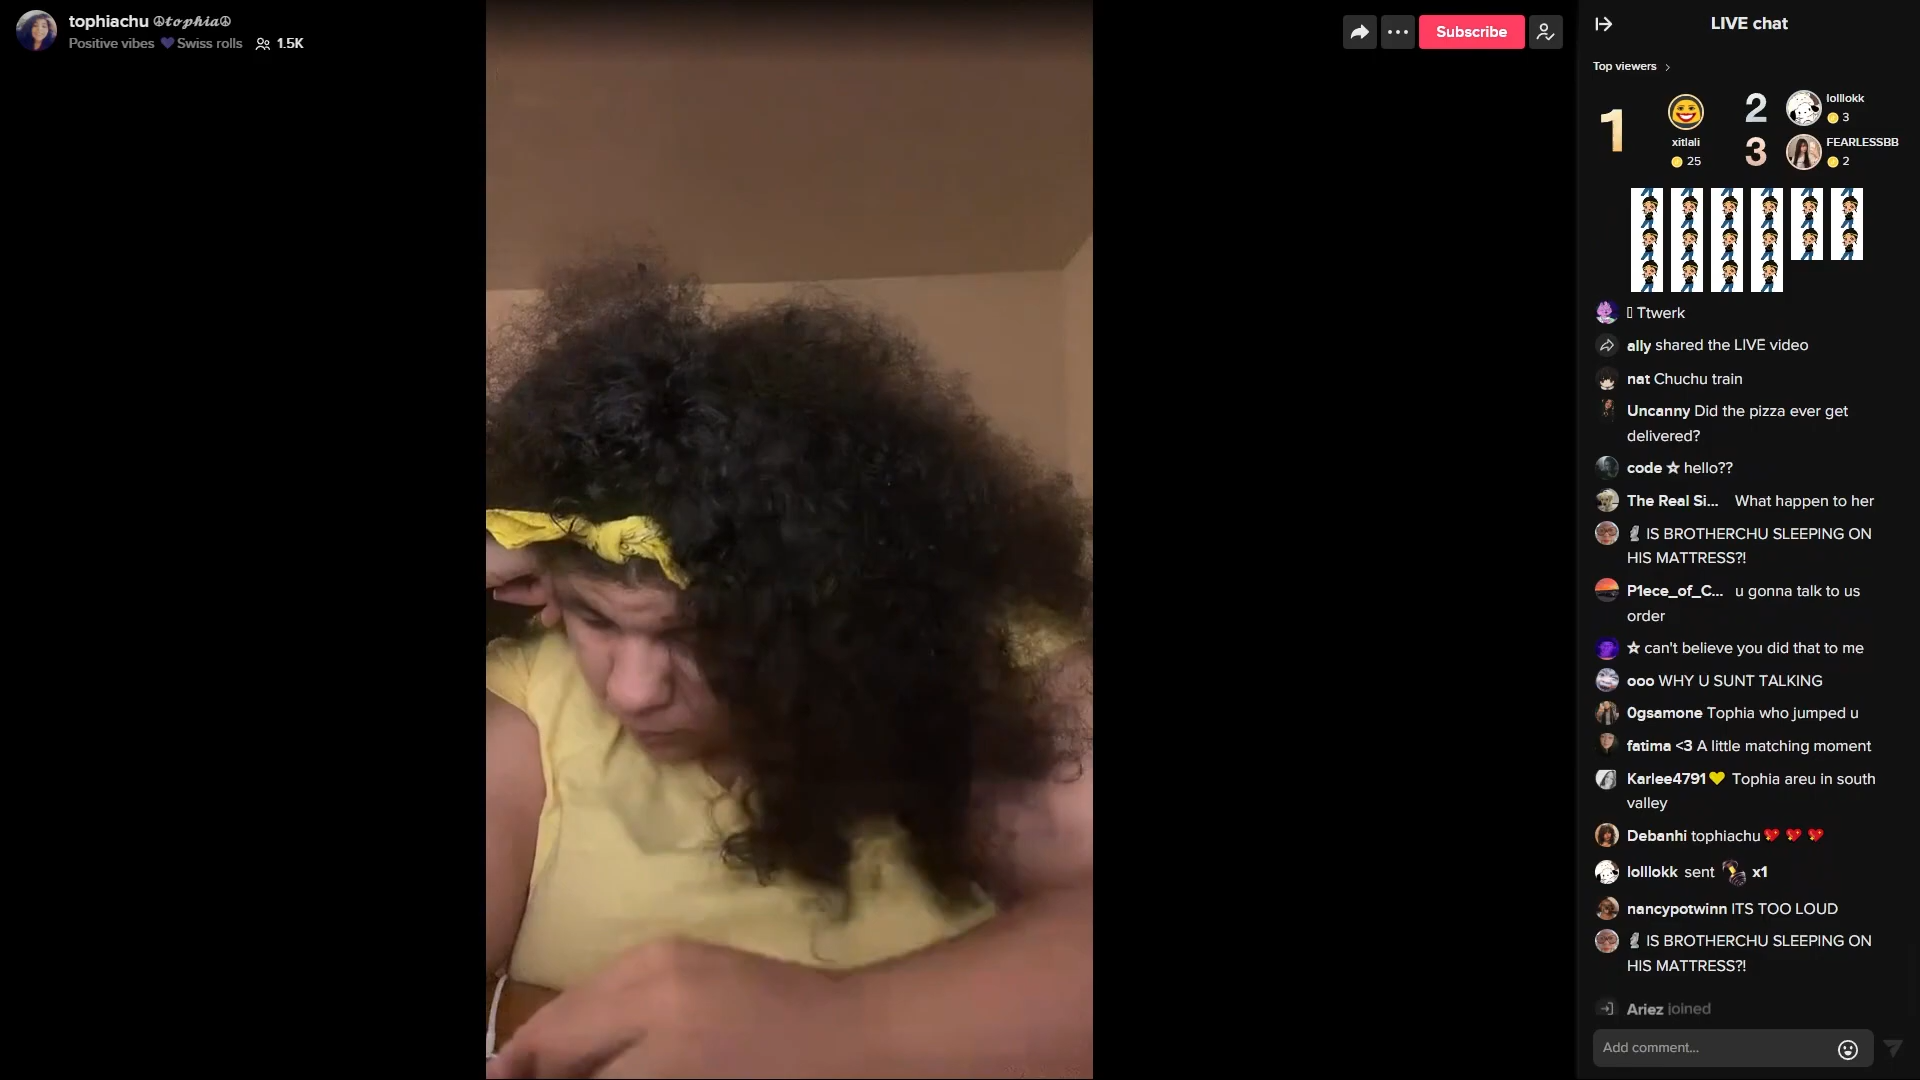 tophiachu ☮𝓽𝓸𝓹𝓱𝓲𝓪☮
Positive vibes 💜Swiss rolls 1.5K
Subscribe
LIVE chat
Top viewers >
1
xitlali
25
2
lolllokk
3
3
FEARLESSBB
2
Ttwerk
ally shared the LIVE video
nat Chuchu train
Uncanny Did the pizza ever get
delivered?
code ☆ hello??
The Real Si... What happen to her
🗿 IS BROTHERCHU SLEEPING ON
HIS MATTRESS?!
P1ece_of_C... u gonna talk to us
order
☆ can't believe you did that to me
ooo WHY U SUNT TALKING
0gsamone Tophia who jumped u
fatima <3 A little matching moment
Karlee4791💛 Tophia areu in south
valley
Debanhi tophiachu💖 💖 💖
lolllokk sent x1
nancypotwinn ITS TOO LOUD
🗿 IS BROTHERCHU SLEEPING ON
HIS MATTRESS?!
Ariez joined
Add comment...